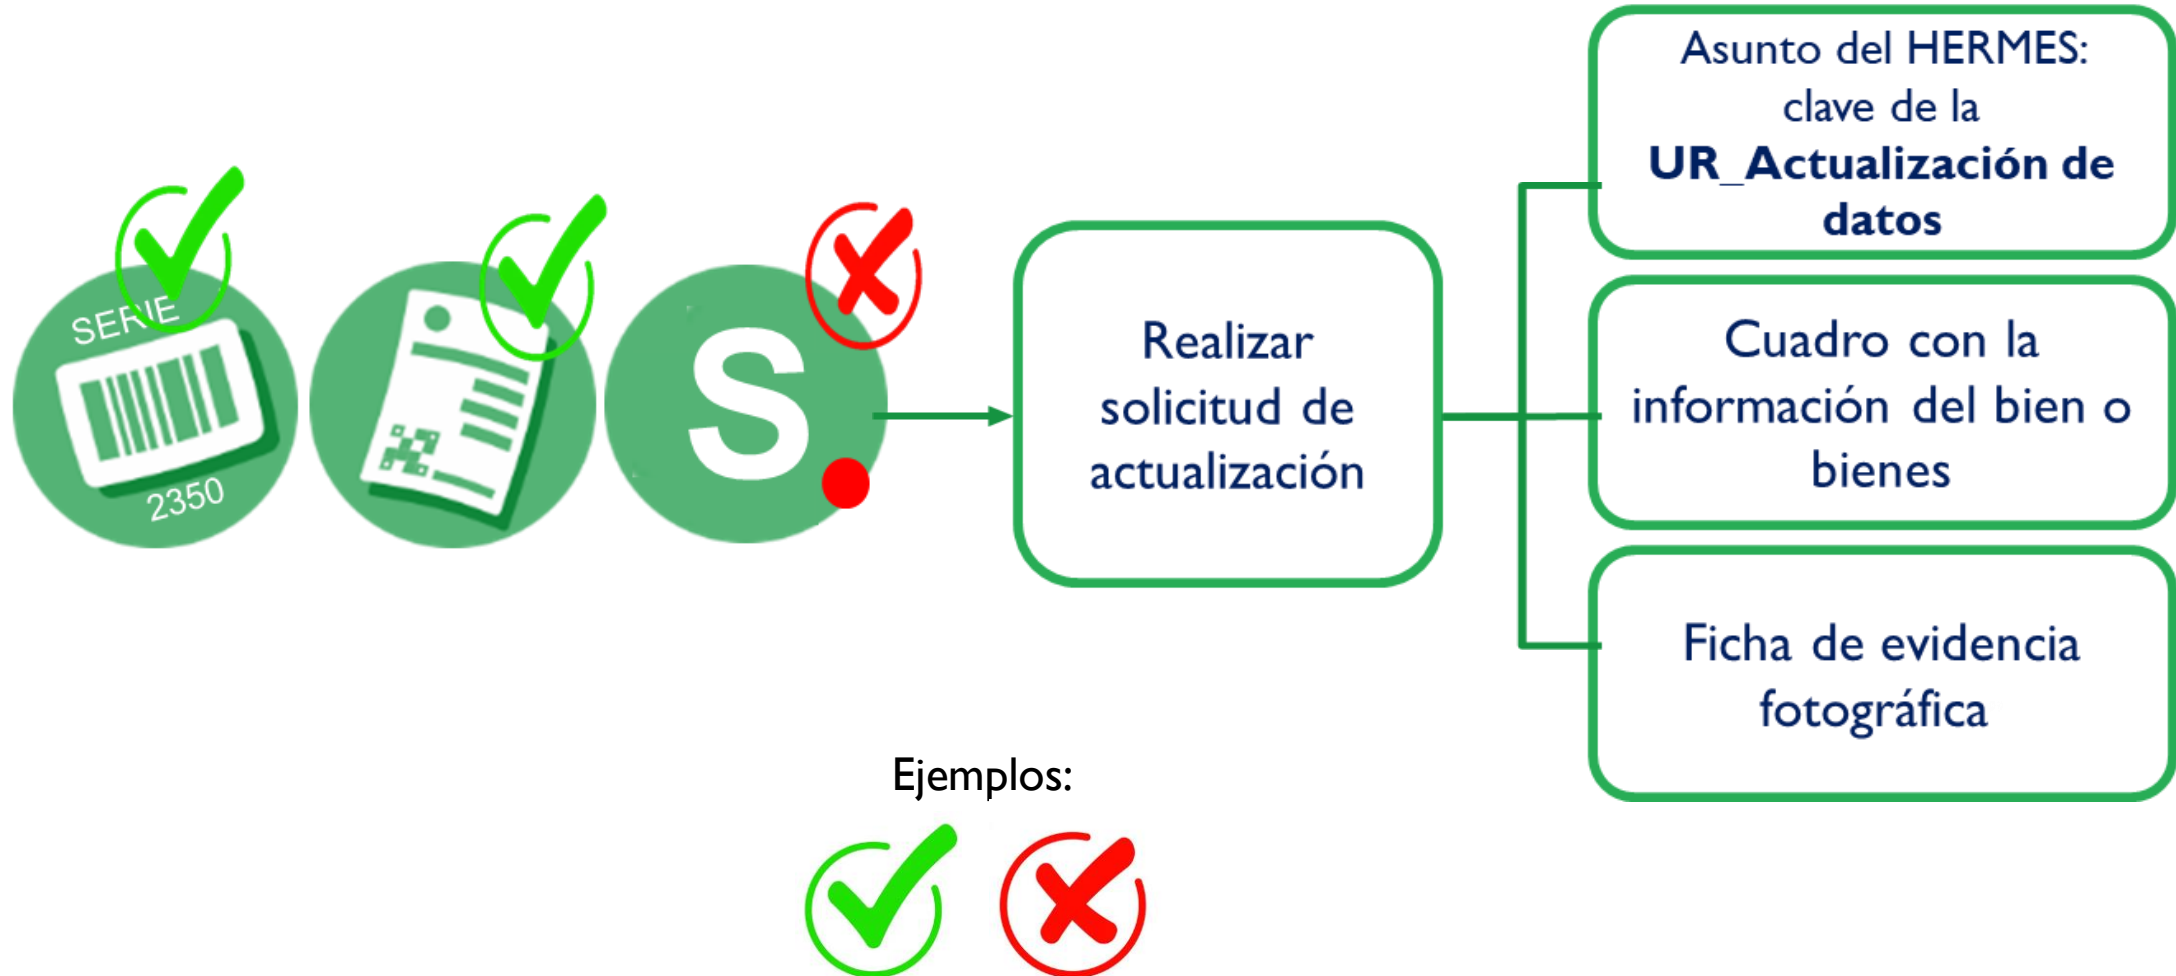 SERIE
2350
S.
Realizar
solicitud de
actualización
Asunto del HERMES:
clave de la
UR_Actualización de
datos
Cuadro con la
información del bien o
bienes
Ficha de evidencia
fotográfica
Ejemplos: